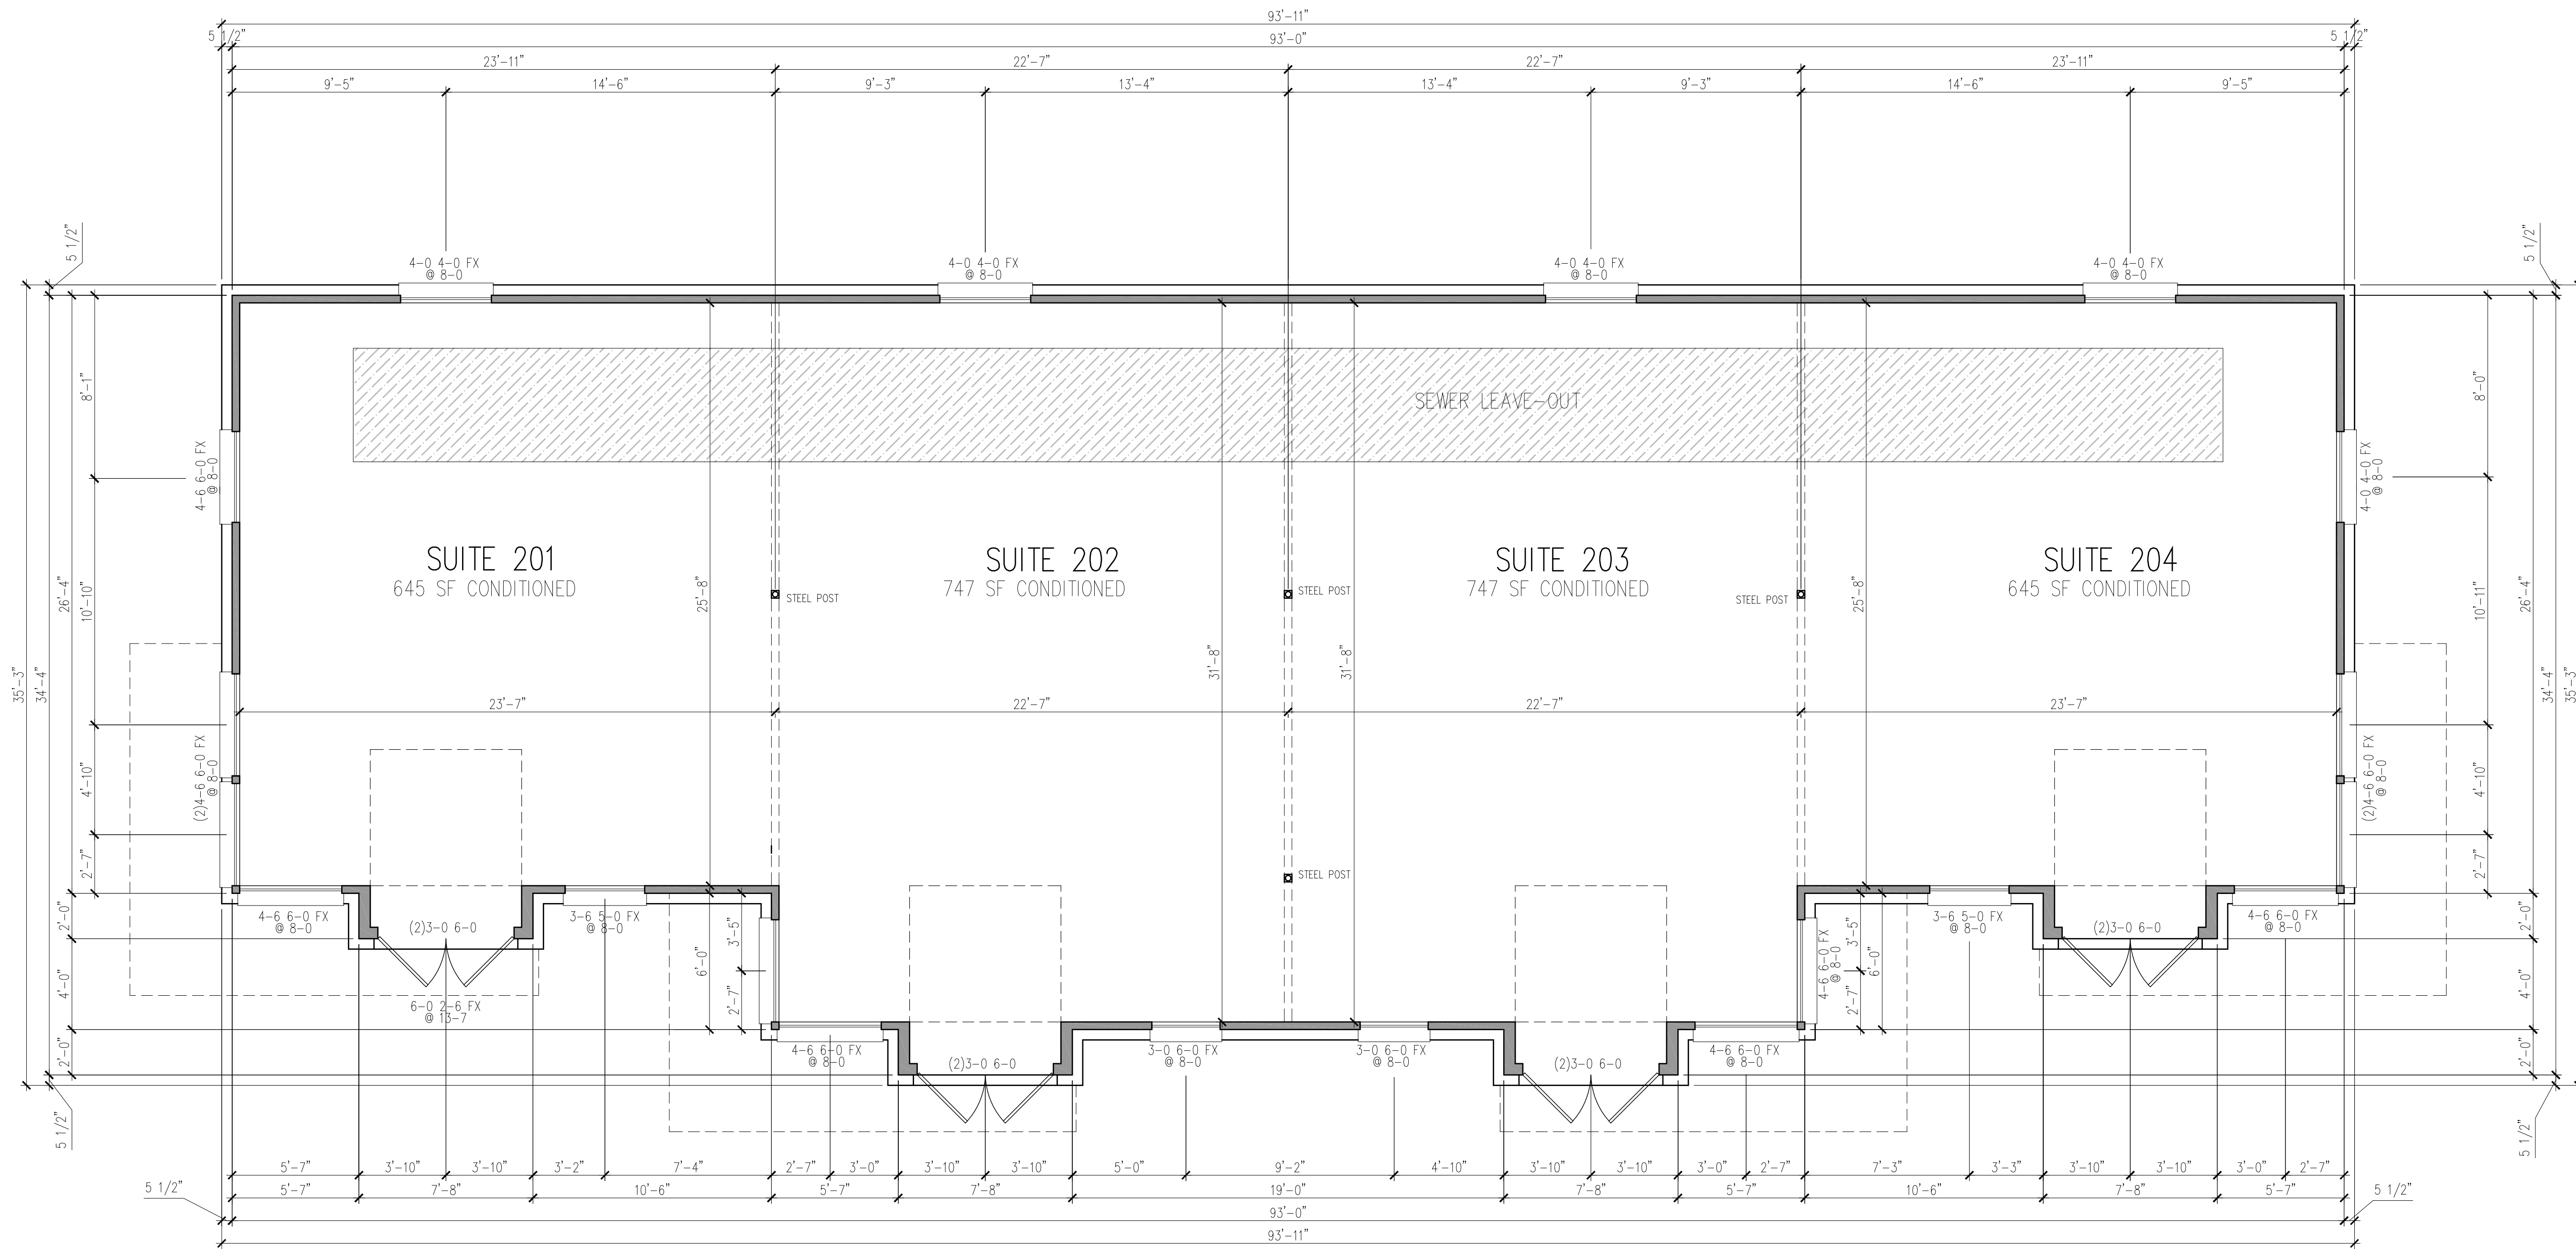 93'-11"
5 1/2" 93'-0" 5 1/2"
23'-11" 22'-7" 22'-7" 23'-11"
9'-5" 14'-6" 9'-3" 13'-4" 13'-4" 9'-3" 14'-6" 9'-5"
5 1/2"
5 1/2"
4-0 4-0 FX
@ 8-0
4-0 4-0 FX
@ 8-0
4-0 4-0 FX
@ 8-0
4-0 4-0 FX
@ 8-0
35'-3"
34'-4"
26'-4"
8'-1"
10'-10"
4'-10"
2'-7"
2'-0"
4'-0"
2'-0"
5 1/2"
4-6 6-0 FX
@ 8-0
(2)4-6 6-0 FX
@ 8-0
SEWER LEAVE-OUT
SUITE 201
645 SF CONDITIONED
25'-8"
STEEL POST
SUITE 202
747 SF CONDITIONED
31'-8"
STEEL POST
31'-8"
SUITE 203
747 SF CONDITIONED
STEEL POST
25'-8"
SUITE 204
645 SF CONDITIONED
23'-7" 22'-7" 22'-7" 23'-7"
STEEL POST
4-0 4-0 FX
@ 8-0
(2)4-6 6-0 FX
@ 8-0
8'-0"
10'-11"
4'-10"
2'-7"
26'-4"
2'-0"
4'-0"
2'-0"
34'-4"
35'-3"
5 1/2"
4-6 6-0 FX
@ 8-0
(2)3-0 6-0
6-0 2-6 FX
@ 13-7
3-6 5-0 FX
@ 8-0
6'-0"
3'-5"
2'-7"
4-6 6-0 FX
@ 8-0
(2)3-0 6-0
3-0 6-0 FX
@ 8-0
3-0 6-0 FX
@ 8-0
(2)3-0 6-0
4-6 6-0 FX
@ 8-0
4-6 6-0 FX
@ 8-0
3'-5"
2'-7"
6'-0"
3-6 5-0 FX
@ 8-0
(2)3-0 6-0
4-6 6-0 FX
@ 8-0
5'-7" 3'-10" 3'-10" 3'-2" 7'-4" 2'-7" 3'-0" 3'-10" 3'-10" 5'-0" 9'-2" 4'-10" 3'-10" 3'-10" 3'-0" 2'-7" 7'-3" 3'-3" 3'-10" 3'-10" 3'-0" 2'-7"
5 1/2" 5'-7" 7'-8" 10'-6" 5'-7" 7'-8" 19'-0" 7'-8" 5'-7" 10'-6" 7'-8" 5'-7" 5 1/2"
93'-0"
93'-11"